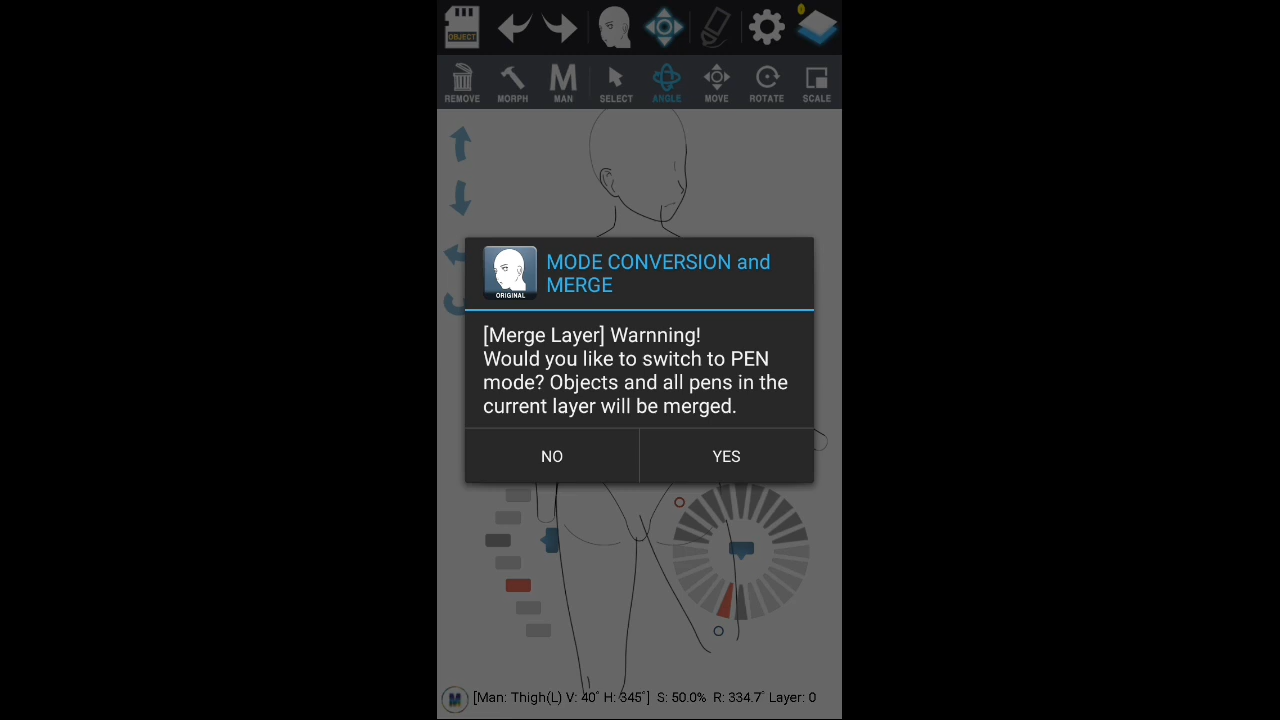 OBJECT
REMOVE MORPH MAN SELECT ANGLE MOVE ROTATE SCALE
ORIGINAL
MODE CONVERSION and
MERGE
[Merge Layer] Warnning!
Would you like to switch to PEN
mode? Objects and all pens in the
current layer will be merged.
NO YES
M [Man: Thigh(L) V: 40° H: 345°] S: 50.0% R: 334.7° Layer: 0